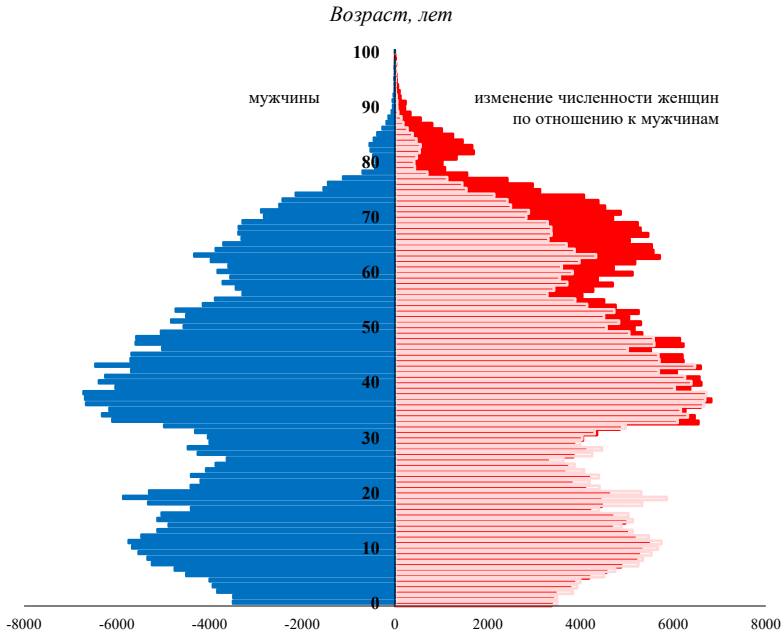 Возраст, лет
100
мужчины
изменение численности женщин
90
по отношению к мужчинам
80
70
60
50
40
30
20
10
0
-8000 -6000 -4000 -2000 0 2000 4000 6000 8000